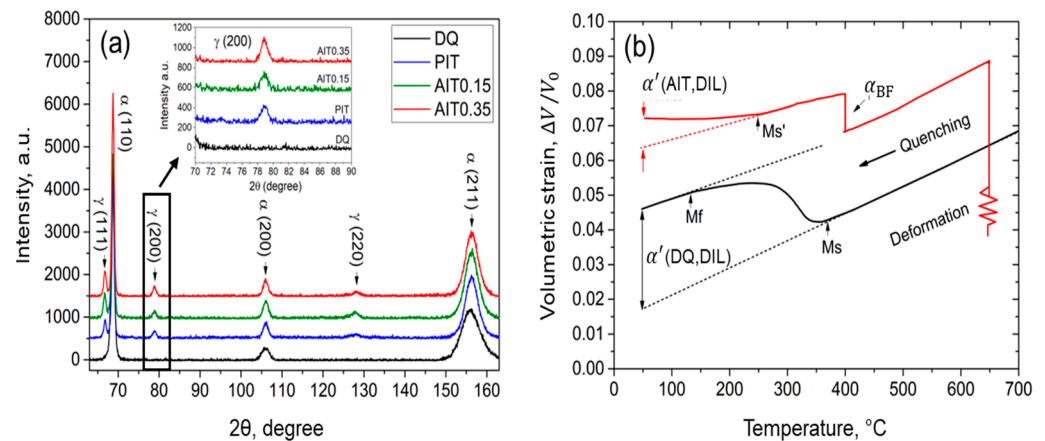 (a)
Intensity, a.u.
8000
7000
6000
5000
4000
3000
2000
1000
0
70
80
90
100
110
120
130
140
150
160
2θ, degree
γ (111)
α (110)
γ (200)
α (200)
γ (220)
α (21)
γ (200)
Intensity a.u.
1200
1000
800
600
400
200
0
AIT0.35
AIT0.15
PIT
DQ
70 72 74 76 78 80 82 84 86 88 90
2θ (degree)
DQ
PIT
AIT0.15
AIT0.35
(b)
Volumetric strain, ΔV/V0
0.10
0.09
0.08
0.07
0.06
0.05
0.04
0.03
0.02
0.01
0.00
0 100 200 300 400 500 600 700
Temperature, °C
α′(AIT,DIL)
Ms'
αBF
Quenching
Mf
Ms
Deformation
α′(DQ,DIL)